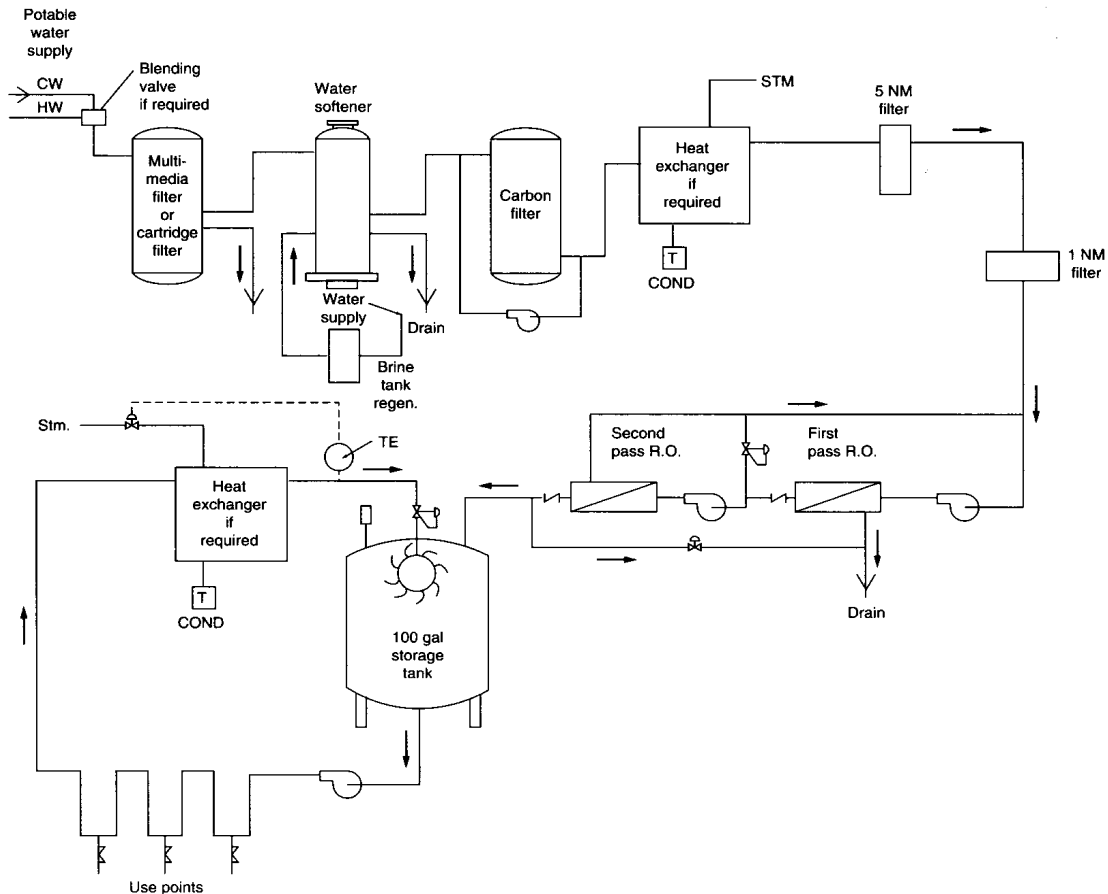 Potable
water
supply
CW
HW
Blending
valve
if required
Multi-
media
filter
or
cartridge
filter
Water
softener
Water
supply
Drain
Brine
tank
regen.
Carbon
filter
STM
Heat
exchanger
if
required
T
COND
5 NM
filter
1 NM
filter
Second
pass R.O.
First
pass R.O.
Drain
Stm.
TE
Heat
exchanger
if
required
T
COND
100 gal
storage
tank
Use points